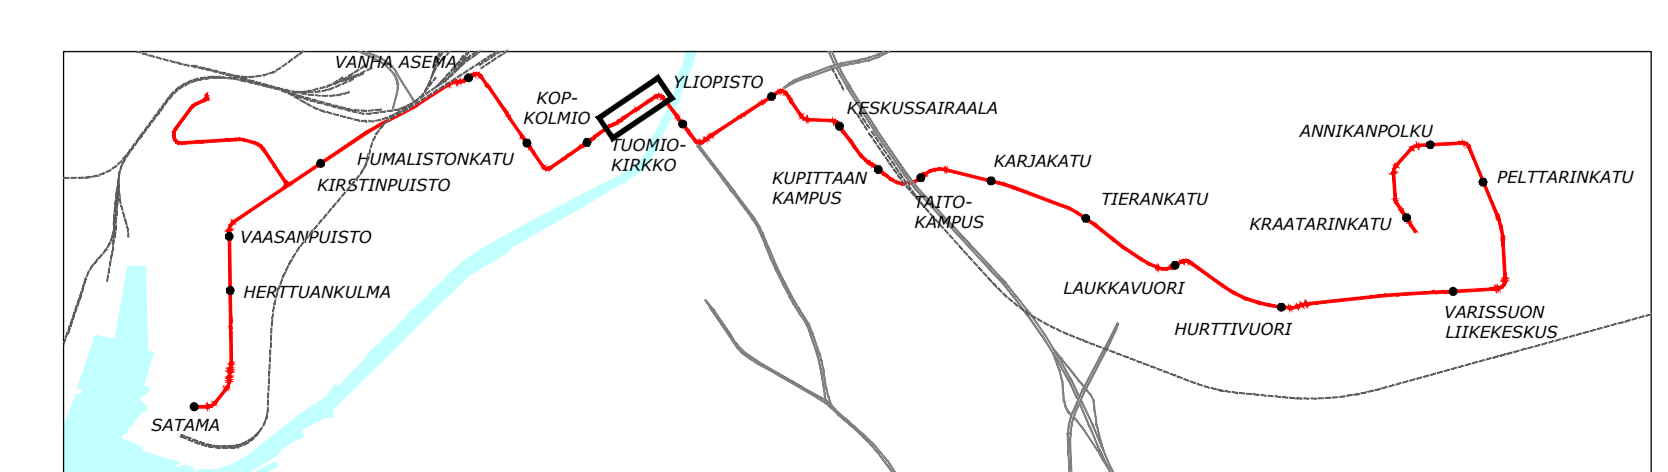 VANHA ASEMA
KOP-
KOLMIO
YLIOPISTO
TUOMIO-
KIRKKO
HUMALISTONKATU
KIRSTINPUISTO
VAASANPUISTO
HERTTUANKULMA
SATAMA
KESKUSSAIRAALA
KUPITTAAN
KAMPUS
TAITO-
KAMPUS
KARJAKATU
TIERANKATU
LAUKKAVUORI
HURTTIVUORI
ANNIKANPOLKU
PELTTARINKATU
KRAATARINKATU
VARISSUON
LIIKEKESKUS